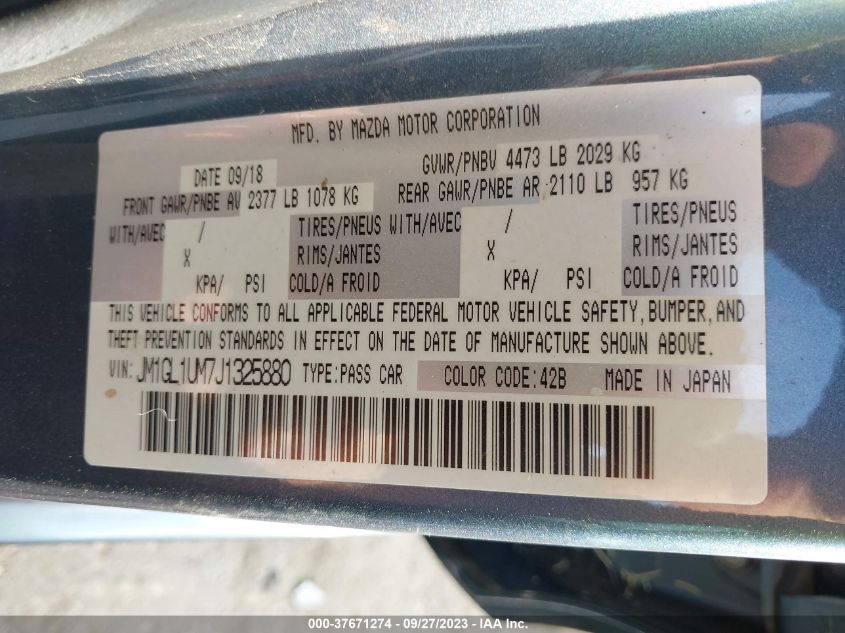 MFD. BY MAZDA MOTOR CORPORATION
DATE 09/18 GVWR/PNBV 4473 LB 2029 KG
FRONT GAWR/PNBE AV 2377 LB 1078 KG REAR GAWR/PNBE AR 2110 LB 957 KG
WITH/AVEC / TIRES/PNEUS WITH/AVEC / TIRES/PNEUS
X RIMS/JANTES X RIMS/JANTES
KPA/ PSI COLD/A FROID KPA/ PSI COLD/A FROID
THIS VEHICLE CONFORMS TO ALL APPLICABLE FEDERAL MOTOR VEHICLE SAFETY, BUMPER, AND
THEFT PREVENTION STANDARDS IN EFFECT ON THE DATE OF MANUFACTURE SHOWN ABOVE.
VIN: JM1GL1UM7J1325880 TYPE:PASS CAR COLOR CODE:42B MADE IN JAPAN
000-37671274 - 09/27/2023 - IAA Inc.